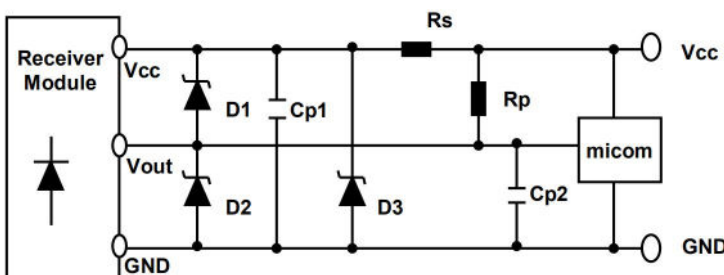 Receiver
Module
Vcc
Vout
GND
D1
D2
Cp1
D3
Rs
Rp
Cp2
micom
Vcc
GND